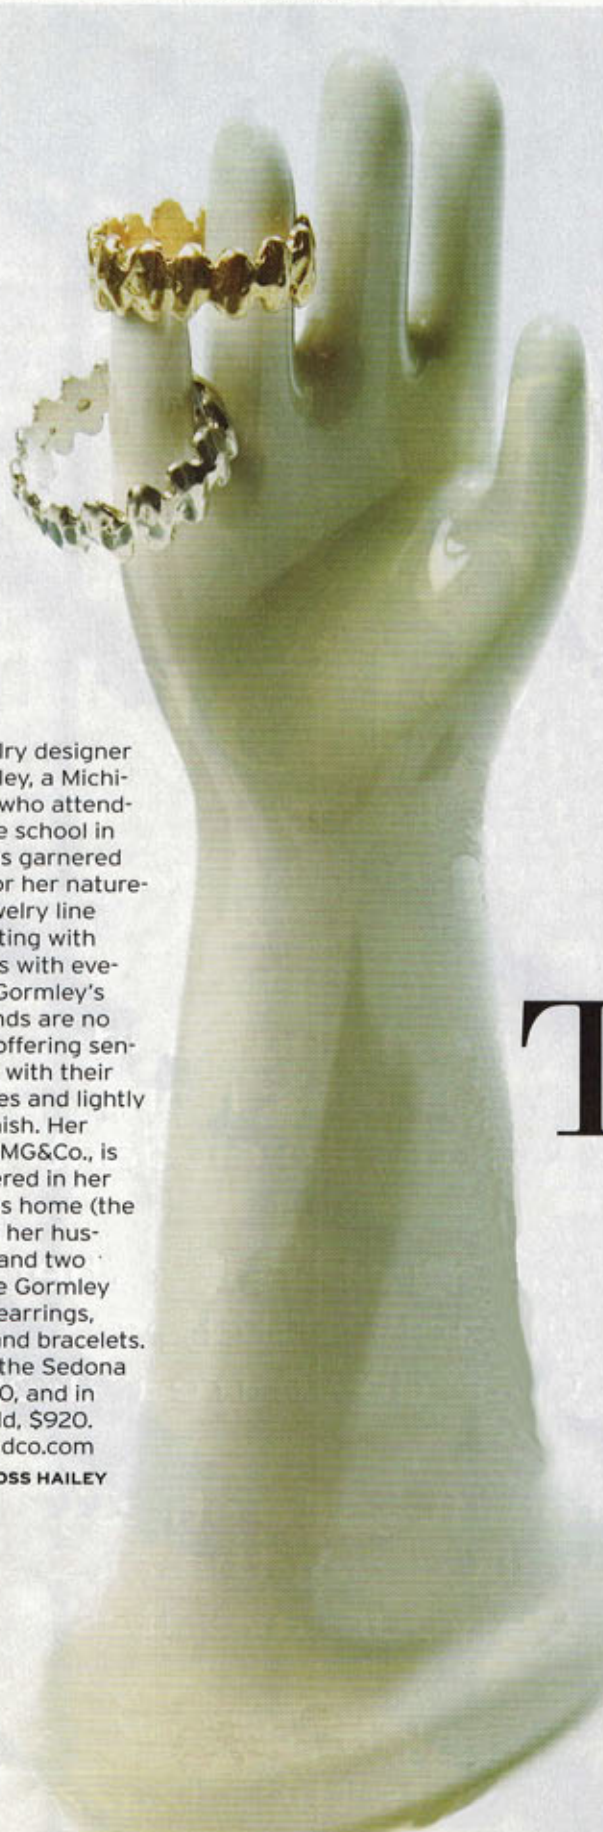 lry designer
ley, a Michi-
who attend-
e school in
s garnered
or her nature-
welry line
ting with
s with eve-
Gormley's
nds are no
offering sen-
with their
es and lightly
nish. Her
MG&Co., is
ered in her
s home (the
her hus-
and two
e Gormley
earrings,
and bracelets.
the Sedona
0, and in
ld, $920.
dco.com
OSS HAILEY
T